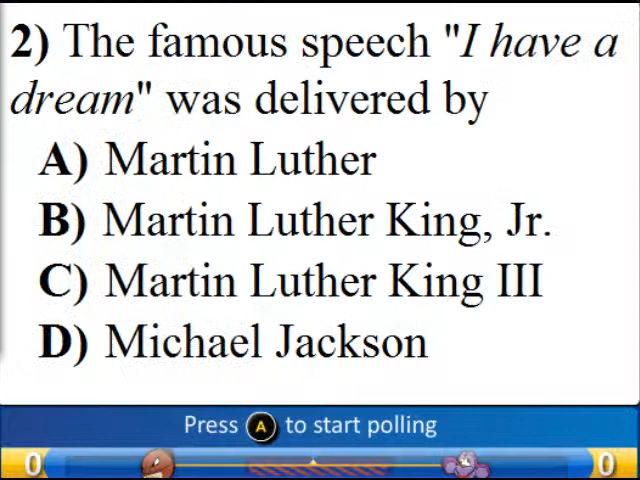 2) The famous speech "I have a
dream" was delivered by
A) Martin Luther
B) Martin Luther King, Jr.
C) Martin Luther King III
D) Michael Jackson
Press A to start polling
0 0